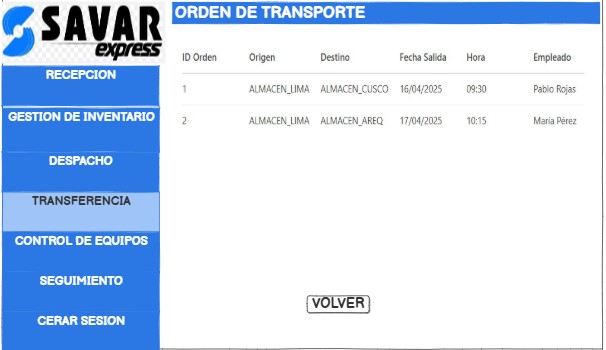 SAVAR
express
RECEPCION
GESTION DE INVENTARIO
DESPACHO
TRANSFERENCIA
CONTROL DE EQUIPOS
SEGUIMIENTO
CERAR SESION
ORDEN DE TRANSPORTE
ID Orden Origen Destino Fecha Salida Hora Empleado
1 ALMACEN_LIMA ALMACEN_CUSCO 16/04/2025 09:30 Pablo Rojas
2 ALMACEN_LIMA ALMACEN_AREQ 17/04/2025 10:15 María Pérez
VOLVER